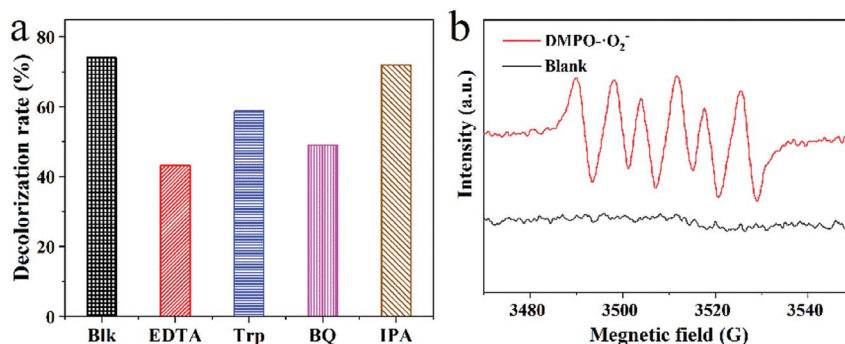 a
Decolorization rate (%)
80
60
40
20
0
Blk EDTA Trp BQ IPA
b
Intensity (a.u.)
DMPO-·O₂⁻
Blank
3480 3500 3520 3540
Megnetic field (G)